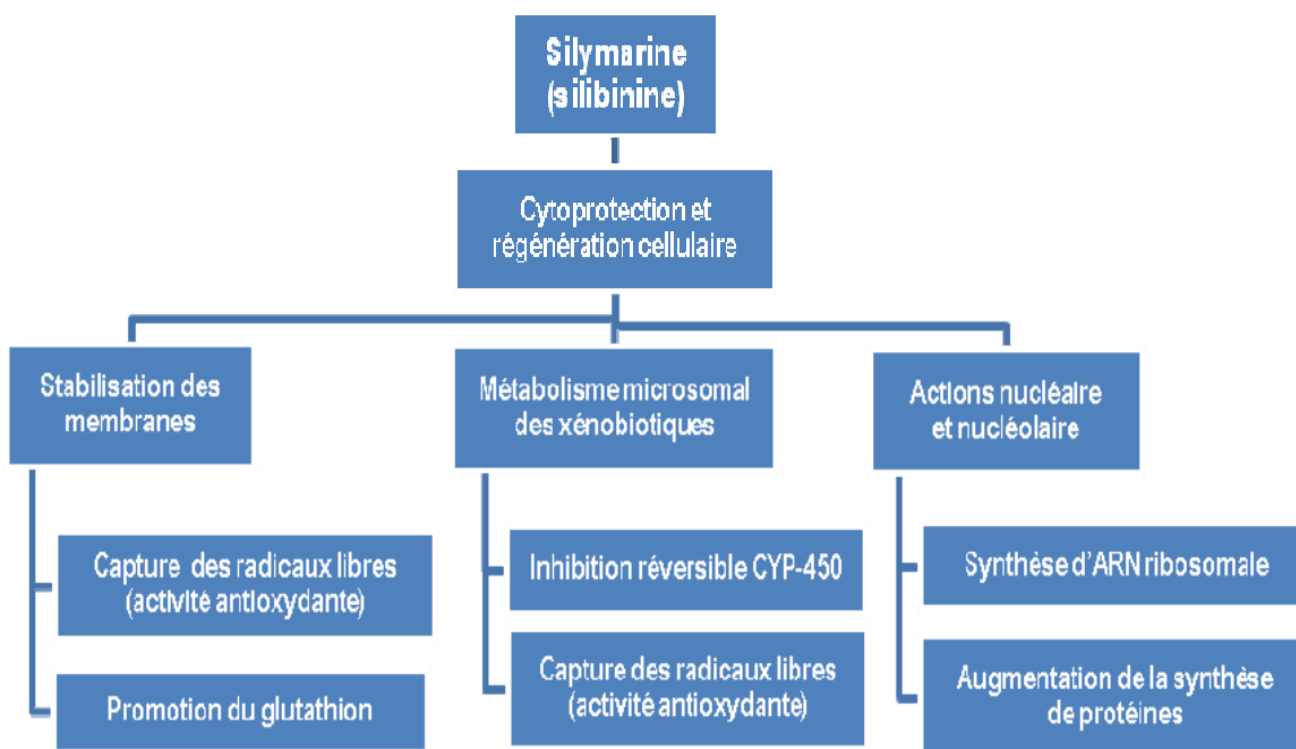 Silymarine
(silibinine)
Cytoprotection et
régénération cellulaire
Stabilisation des
membranes
Capture des radicaux libres
(activité antioxydante)
Promotion du glutathion
Métabolisme microsomal
des xénobiotiques
Inhibition réversible CYP-450
Capture des radicaux libres
(activité antioxydante)
Actions nucléaire
et nucléolaire
Synthèse d'ARN ribosomale
Augmentation de la synthèse
de protéines